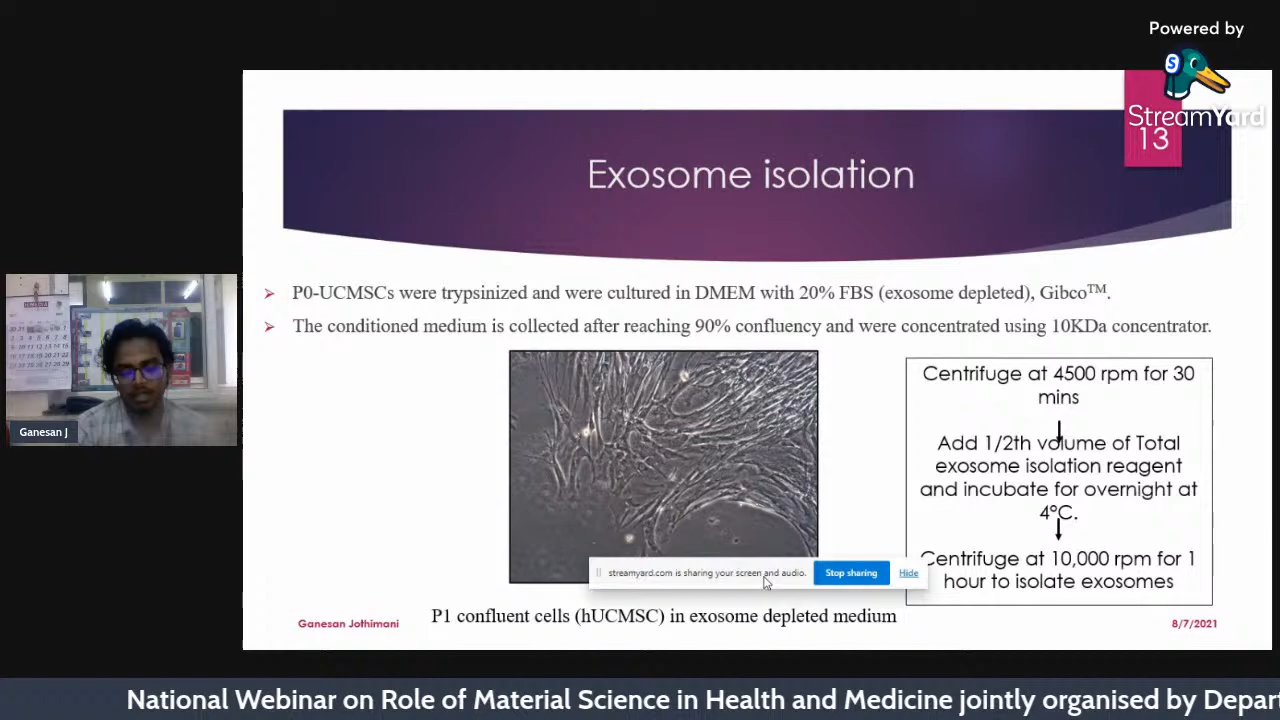 Powered by
StreamYard
13
Exosome isolation
P0-UCMSCs were trypsinized and were cultured in DMEM with 20% FBS (exosome depleted), Gibco™.
The conditioned medium is collected after reaching 90% confluency and were concentrated using 10KDa concentrator.
Centrifuge at 4500 rpm for 30
mins
Add 1/2th volume of Total
exosome isolation reagent
and incubate for overnight at
4°C.
Centrifuge at 10,000 rpm for 1
hour to isolate exosomes
streamyard.com is sharing your screen and audio.
Stop sharing
Hide
P1 confluent cells (hUCMSC) in exosome depleted medium
Ganesan Jothimani
8/7/2021
Ganesan J
National Webinar on Role of Material Science in Health and Medicine jointly organised by Depar